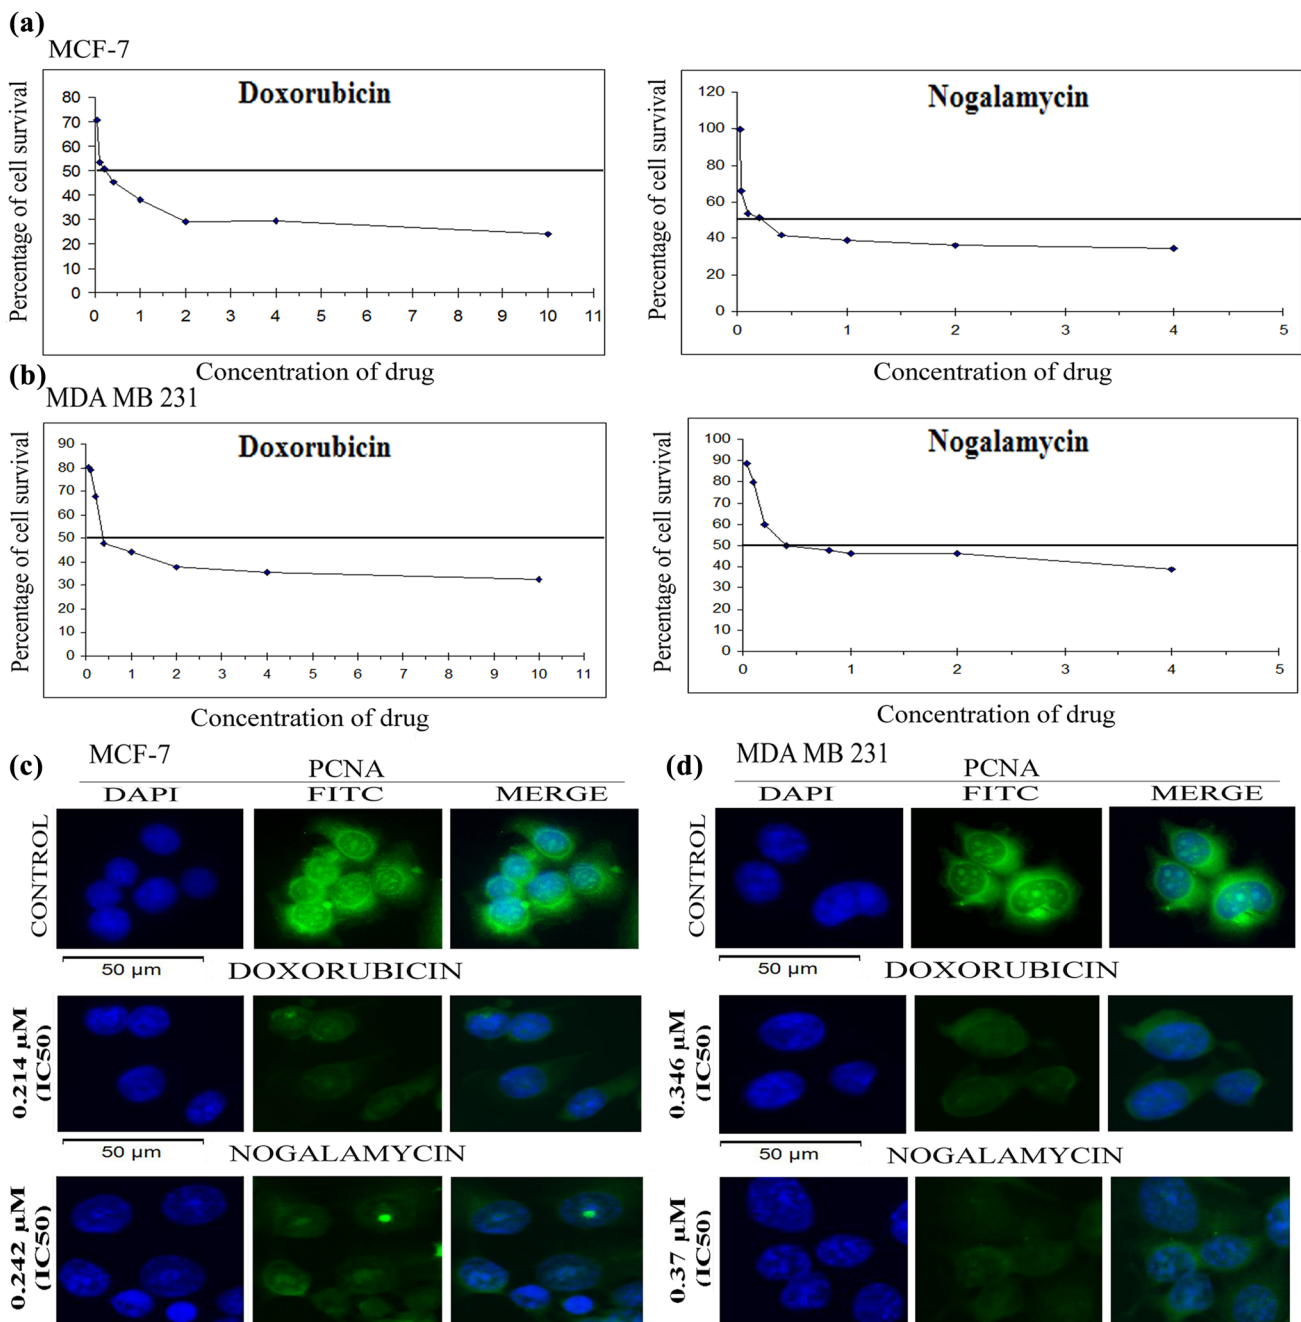 (a)
MCF-7
Doxorubicin
Percentage of cell survival
80
70
60
50
40
30
20
10
0
0 1 2 3 4 5 6 7 8 9 10 11
Concentration of drug
Nogalamycin
Percentage of cell survival
120
100
80
60
40
20
0
0 1 2 3 4 5
Concentration of drug
(b)
MDA MB 231
Doxorubicin
Percentage of cell survival
90
80
70
60
50
40
30
20
10
0
0 1 2 3 4 5 6 7 8 9 10 11
Concentration of drug
Nogalamycin
Percentage of cell survival
100
90
80
70
60
50
40
30
20
10
0
0 1 2 3 4 5
Concentration of drug
(c)
MCF-7
PCNA
DAPI FITC MERGE
CONTROL
50 µm
DOXORUBICIN
0.214 µM
(IC50)
50 µm
NOGALAMYCIN
0.242 µM
(IC50)
(d)
MDA MB 231
PCNA
DAPI FITC MERGE
CONTROL
50 µm
DOXORUBICIN
0.346 µM
(IC50)
50 µm
NOGALAMYCIN
0.37 µM
(IC50)